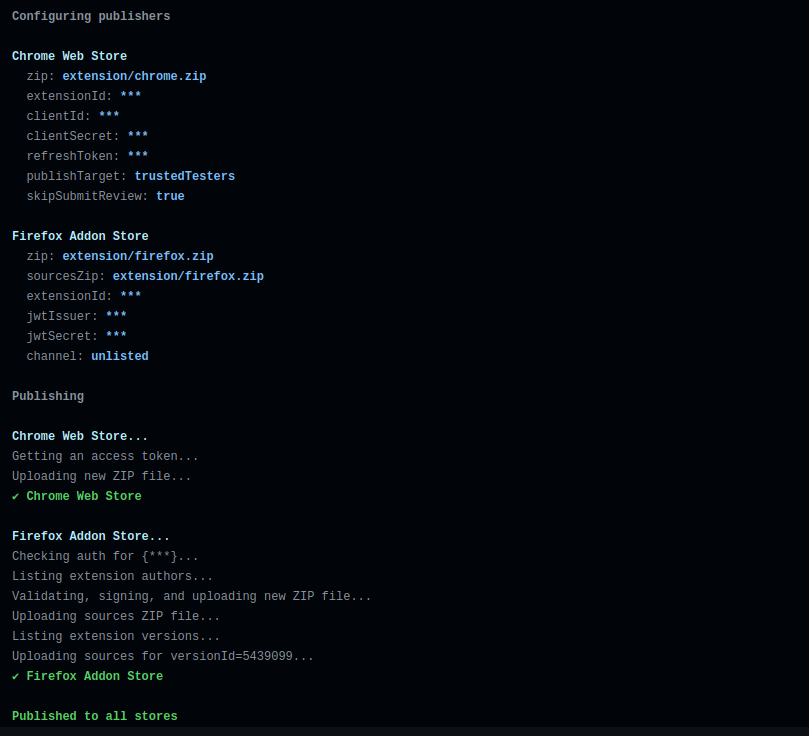 Configuring publishers
Chrome Web Store
zip: extension/chrome.zip
extensionId: ***
clientId: ***
clientSecret: ***
refreshToken: ***
publishTarget: trustedTesters
skipSubmitReview: true
Firefox Addon Store
zip: extension/firefox.zip
sourcesZip: extension/firefox.zip
extensionId: ***
jwtIssuer: ***
jwtSecret: ***
channel: unlisted
Publishing
Chrome Web Store...
Getting an access token...
Uploading new ZIP file...
✔ Chrome Web Store
Firefox Addon Store...
Checking auth for {***}...
Listing extension authors...
Validating, signing, and uploading new ZIP file...
Uploading sources ZIP file...
Listing extension versions...
Uploading sources for versionId=5439099...
✔ Firefox Addon Store
Published to all stores